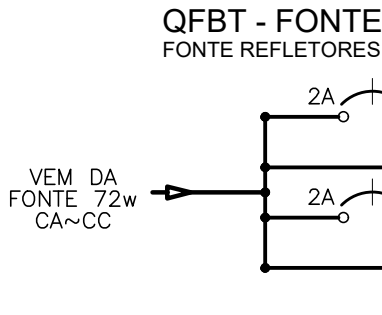 QFBT - FONTE
FONTE REFLETORES
2A
VEM DA
FONTE 72w
CA~CC
2A